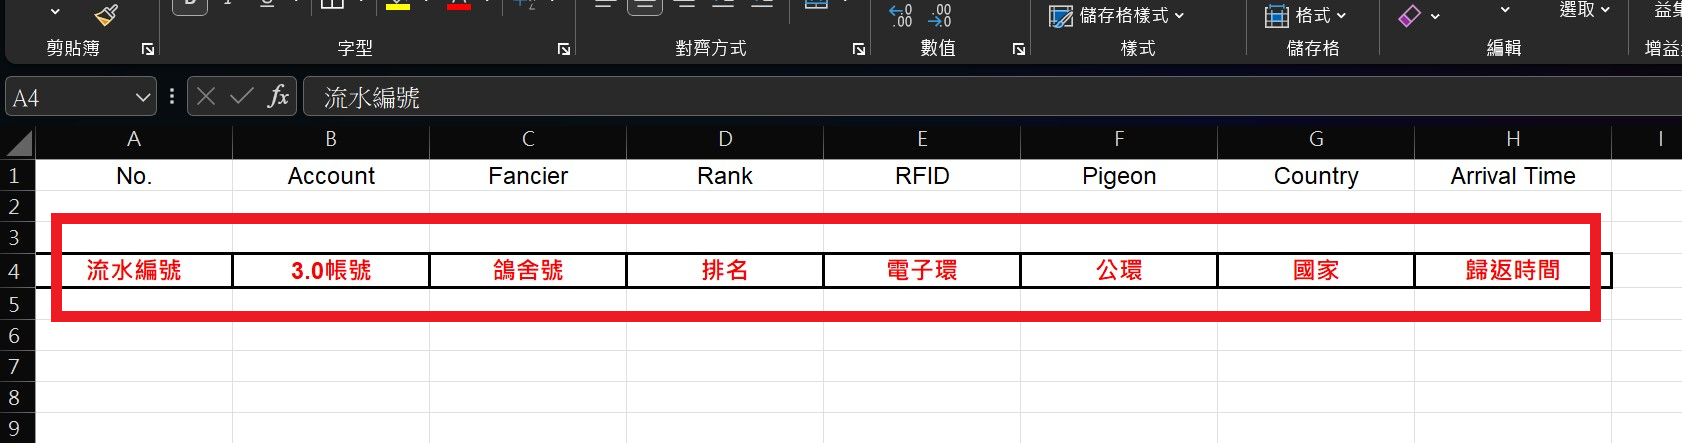 剪貼簿 字型 對齊方式 數值 儲存格樣式 樣式 格式 儲存格 編輯 選取
A4 fx 流水編號
A B C D E F G H I
1 No. Account Fancier Rank RFID Pigeon Country Arrival Time
2
3
4 流水編號 3.0帳號 鴿舍號 排名 電子環 公環 國家 歸返時間
5
6
7
8
9